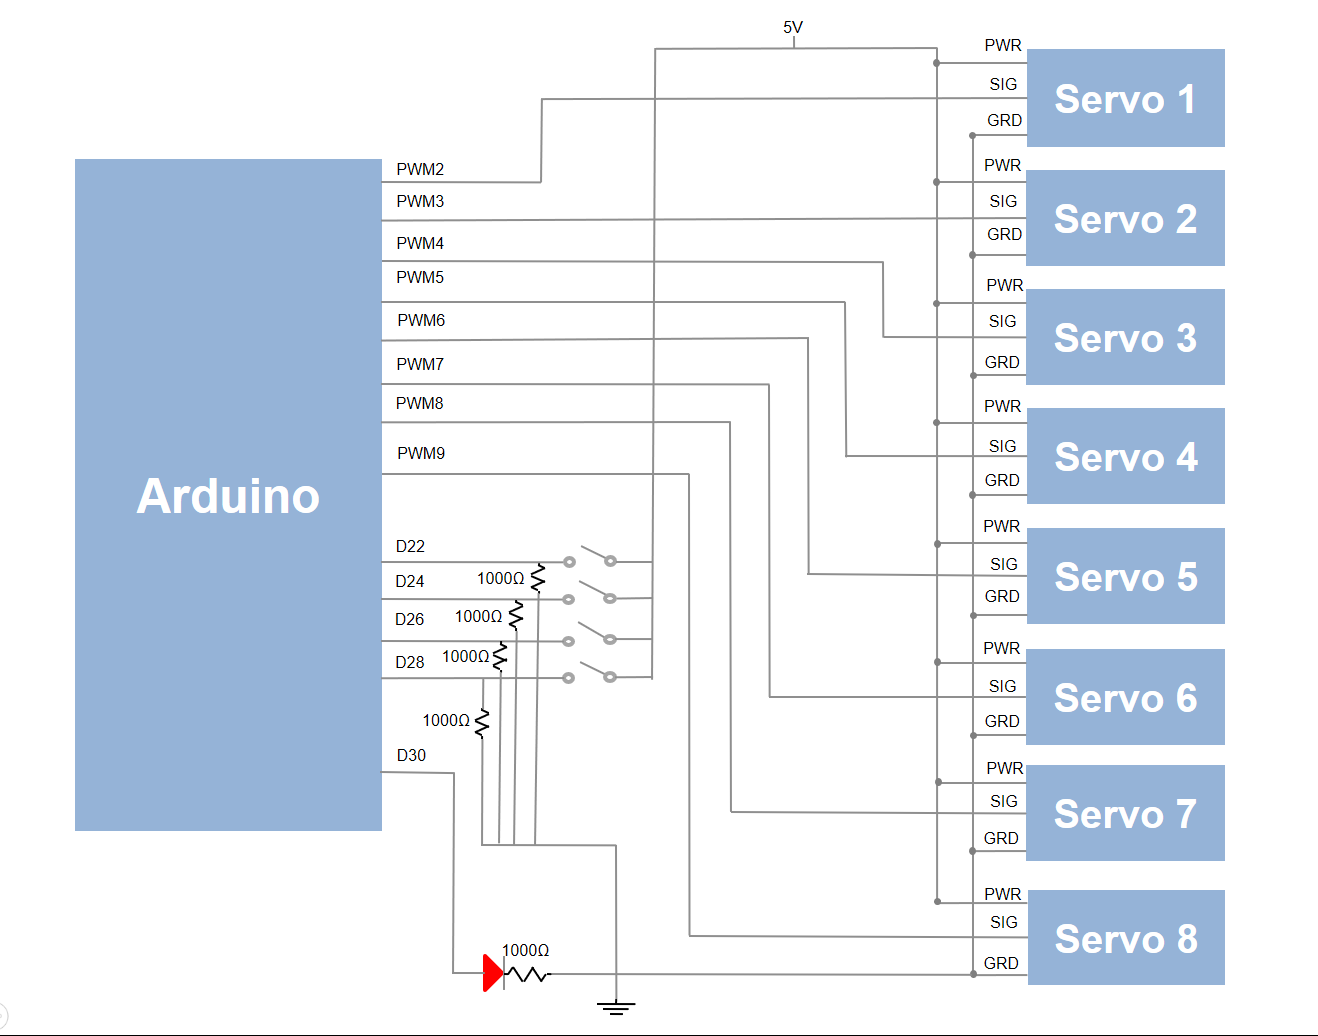 5V
PWR
SIG
Servo 1
GRD
PWM2
PWR
PWM3
SIG
Servo 2
GRD
PWM4
PWM5
PWR
PWM6
SIG
Servo 3
PWM7
GRD
PWM8
PWR
PWM9
SIG
Servo 4
GRD
Arduino
PWR
D22
SIG
Servo 5
1000Ω
D24
GRD
1000Ω
D26
PWR
1000Ω
D28
SIG
Servo 6
1000Ω
GRD
D30
PWR
SIG
Servo 7
GRD
PWR
SIG
Servo 8
1000Ω
GRD